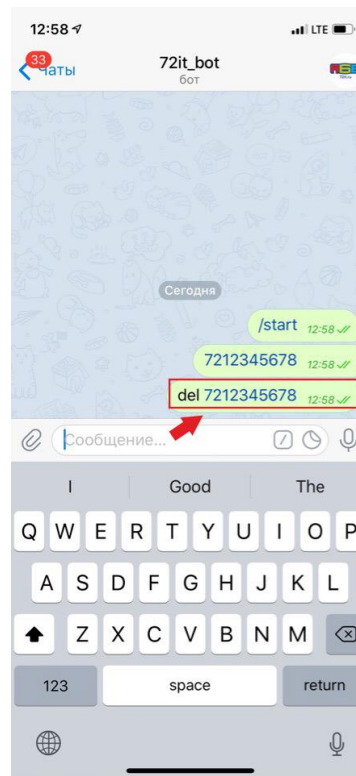 12:58
LTE
33
Чаты
72it_bot
бот
Сегодня
/start 12:58
7212345678 12:58
del 7212345678 12:58
Сообщение...
I Good The
Q W E R T Y U I O P
A S D F G H J K L
Z X C V B N M
123 space return